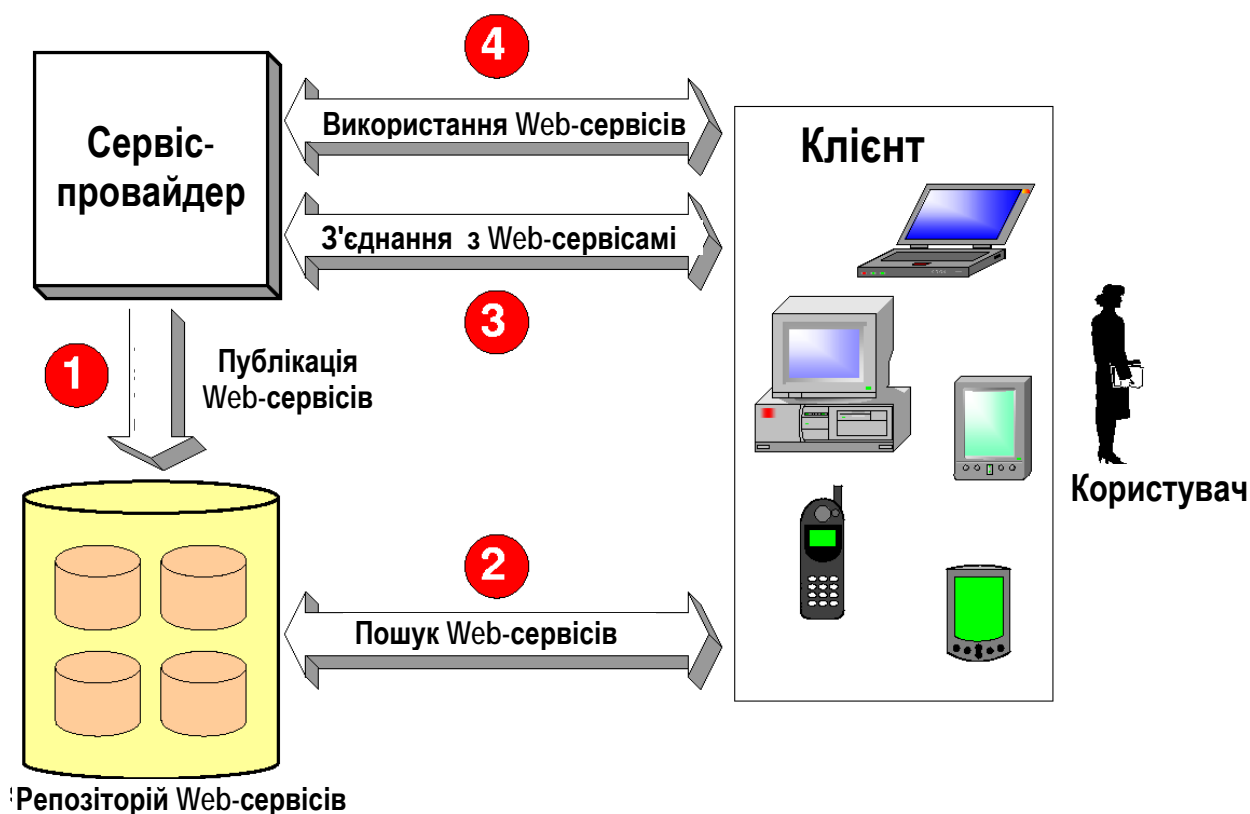 4
Сервіс-
провайдер
Використання Web-сервісів
Клієнт
З'єднання з Web-сервісамі
3
1
Публікація
Web-сервісів
Користувач
2
Пошук Web-сервісів
Репозіторій Web-сервісів